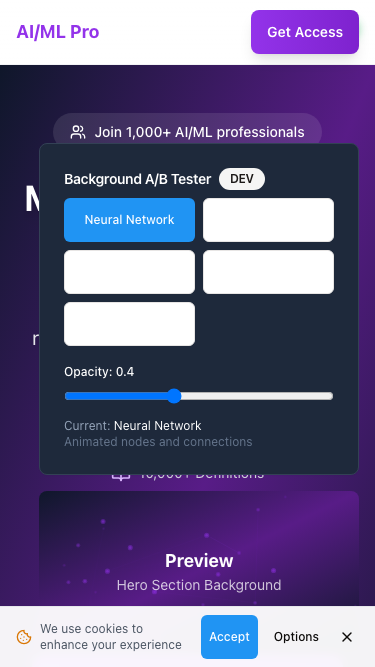 AI/ML Pro
Get Access
Join 1,000+ AI/ML professionals
M
Background A/B Tester
DEV
Neural Network
r
Opacity: 0.4
Current: Neural Network
Animated nodes and connections
Definitions
Preview
Hero Section Background
We use cookies to
enhance your experience
Accept
Options